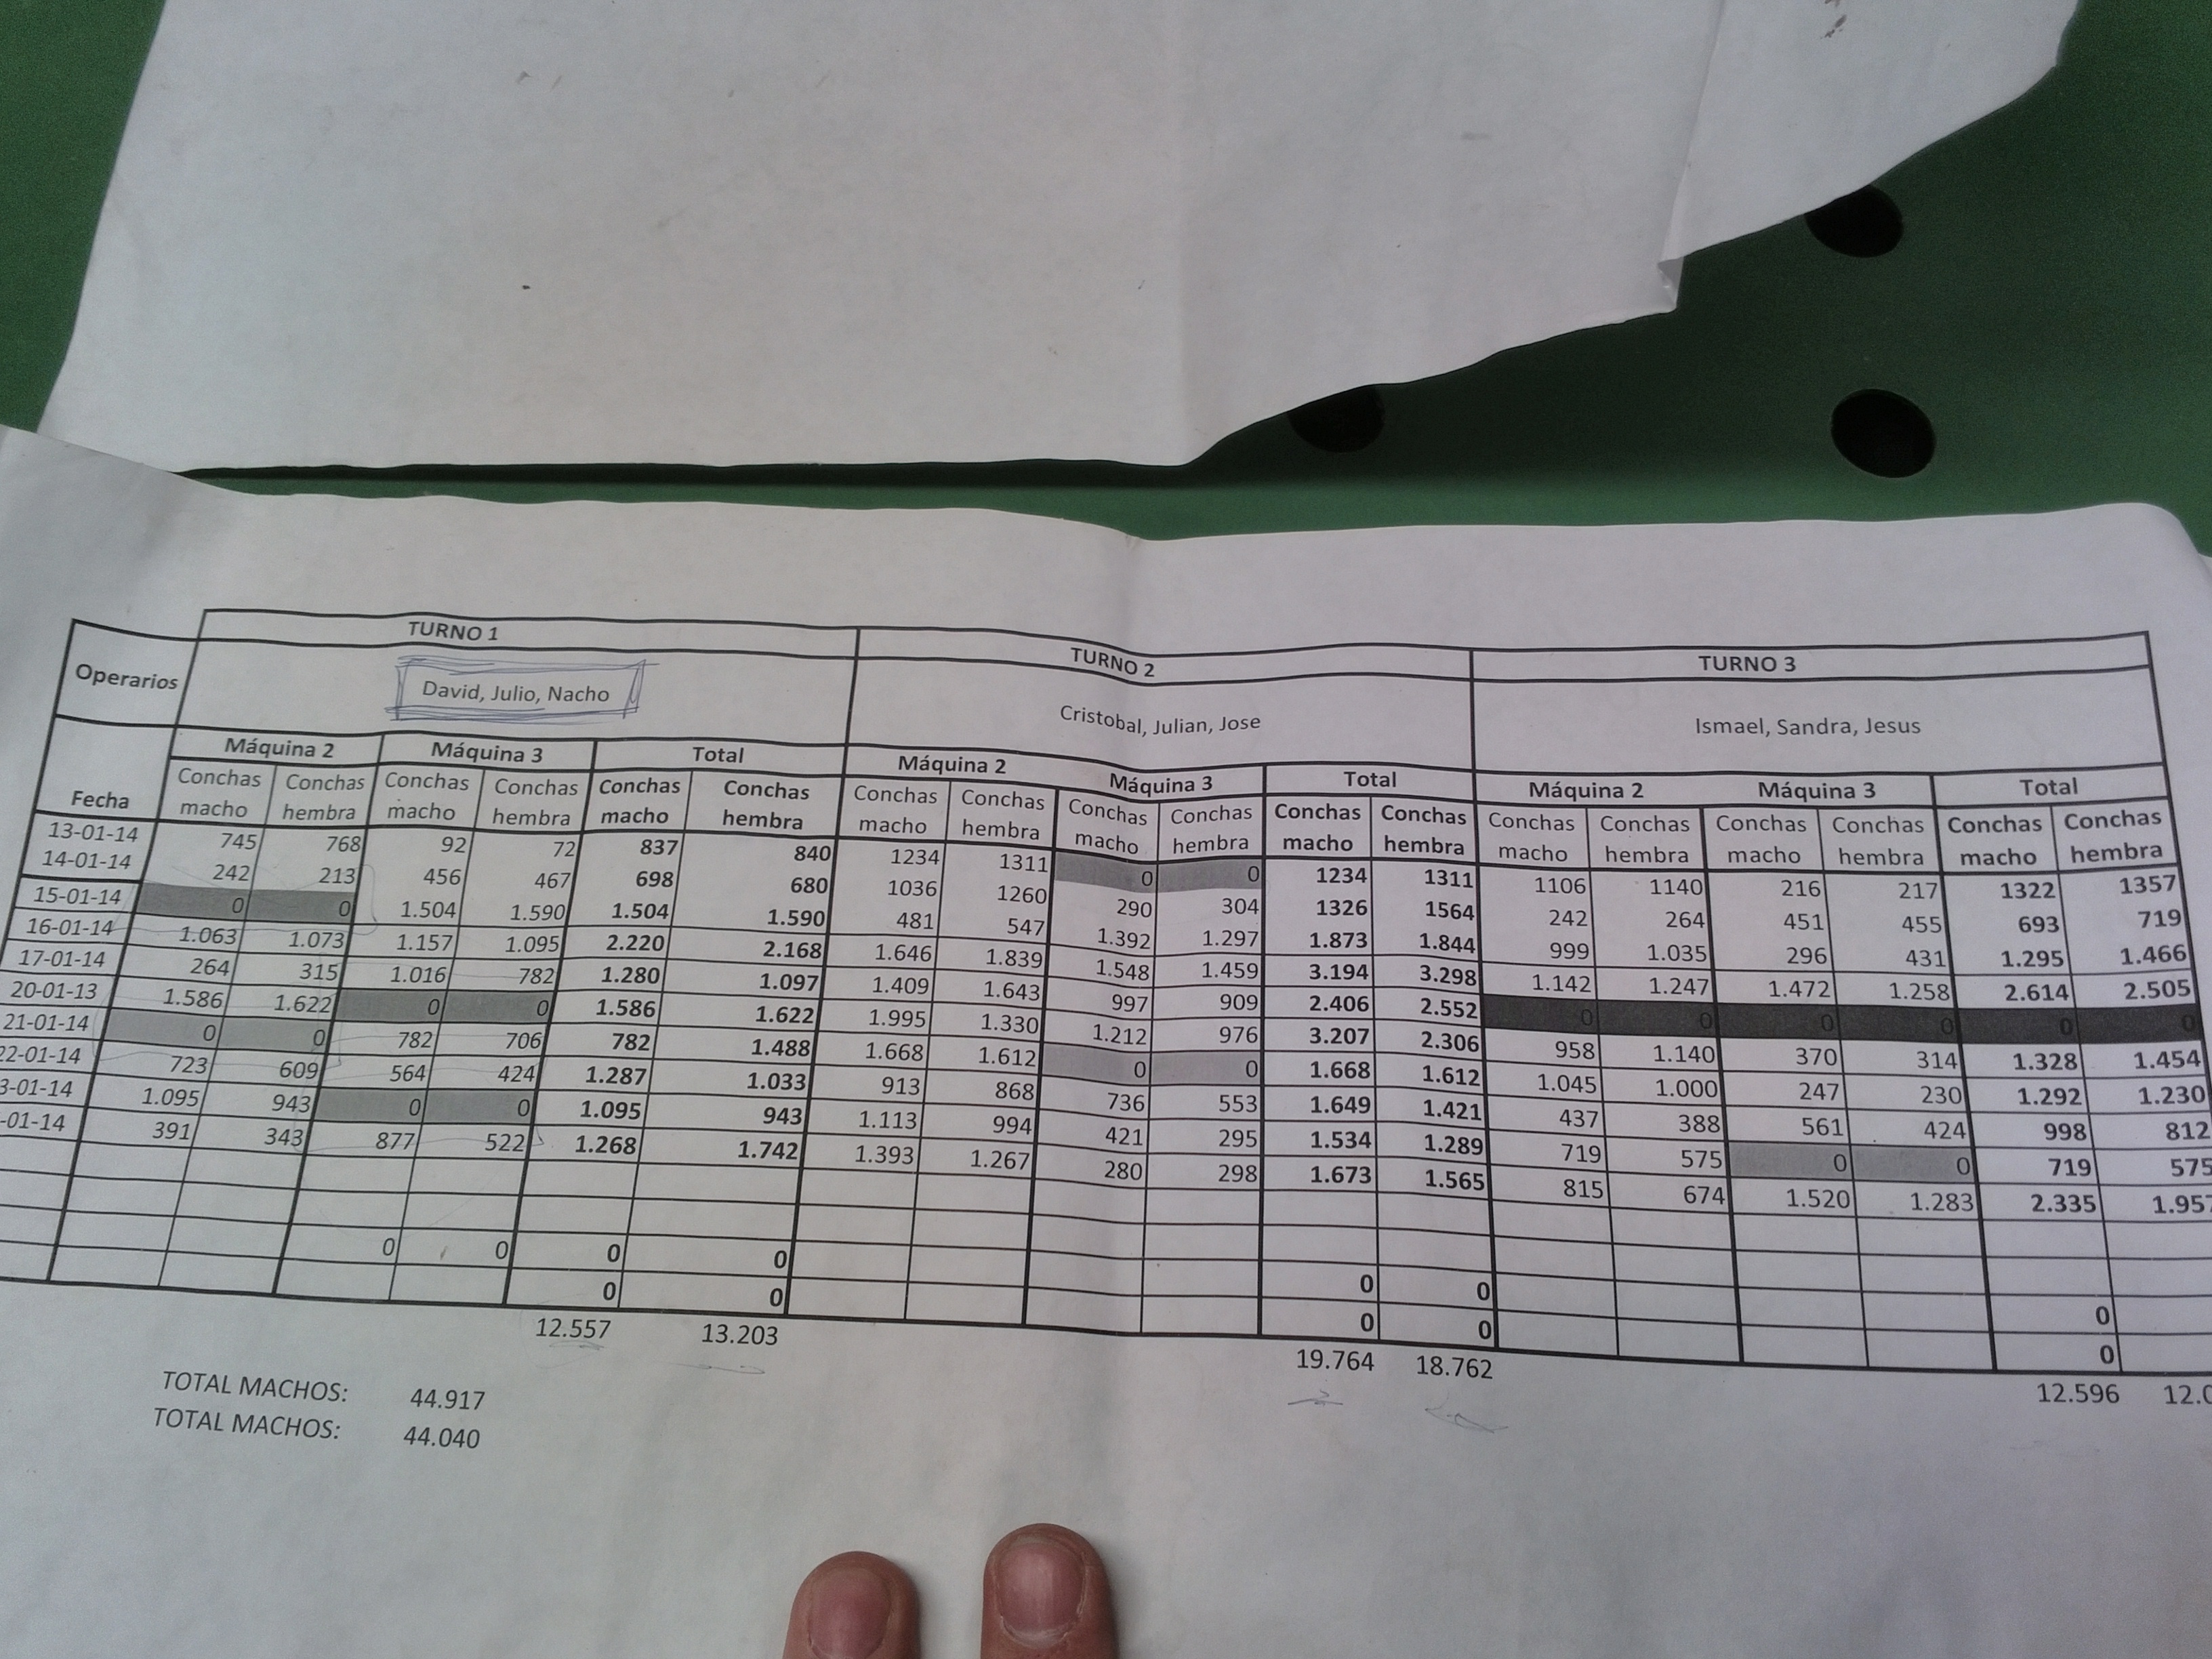 TURNO 1 TURNO 2 TURNO 3
Operarios David, Julio, Nacho Cristobal, Julian, Jose Ismael, Sandra, Jesus
Máquina 2 Máquina 3 Total Máquina 2 Máquina 3 Total Máquina 2 Máquina 3 Total
Fecha Conchas macho Conchas hembra Conchas macho Conchas hembra Conchas macho Conchas hembra Conchas macho Conchas hembra Conchas macho Conchas hembra Conchas macho Conchas hembra Conchas macho Conchas hembra Conchas macho Conchas hembra Conchas macho Conchas hembra
13-01-14 745 768 92 72 837 840 1234 1311 0 0 1234 1311 1106 1140 216 217 1322 1357
14-01-14 242 213 456 467 698 680 1036 1260 290 304 1326 1564 242 264 451 455 693 719
15-01-14 0 0 1.504 1.590 1.504 1.590 481 547 1.392 1.297 1.873 1.844 999 1.035 296 431 1.295 1.466
16-01-14 1.063 1.073 1.157 1.095 2.220 2.168 1.646 1.839 1.548 1.459 3.194 3.298 1.142 1.247 1.472 1.258 2.614 2.505
17-01-14 264 315 1.016 782 1.280 1.097 1.409 1.643 997 909 2.406 2.552 0 0 0 0 0 0
20-01-13 1.586 1.622 0 0 1.586 1.622 1.995 1.330 1.212 976 3.207 2.306 958 1.140 370 314 1.328 1.454
21-01-14 0 0 782 706 782 1.488 1.668 1.612 0 0 1.668 1.612 1.045 1.000 247 230 1.292 1.230
22-01-14 723 609 564 424 1.287 1.033 913 868 736 553 1.649 1.421 437 388 561 424 998 812
3-01-14 1.095 943 0 0 1.095 943 1.113 994 421 295 1.534 1.289 719 575 0 0 719 575
-01-14 391 343 877 522 1.268 1.742 1.393 1.267 280 298 1.673 1.565 815 674 1.520 1.283 2.335 1.957
0 0 0 0 0 0 0
0 0 0 0 0
12.557 13.203 19.764 18.762 12.596 12.0
TOTAL MACHOS: 44.917
TOTAL MACHOS: 44.040